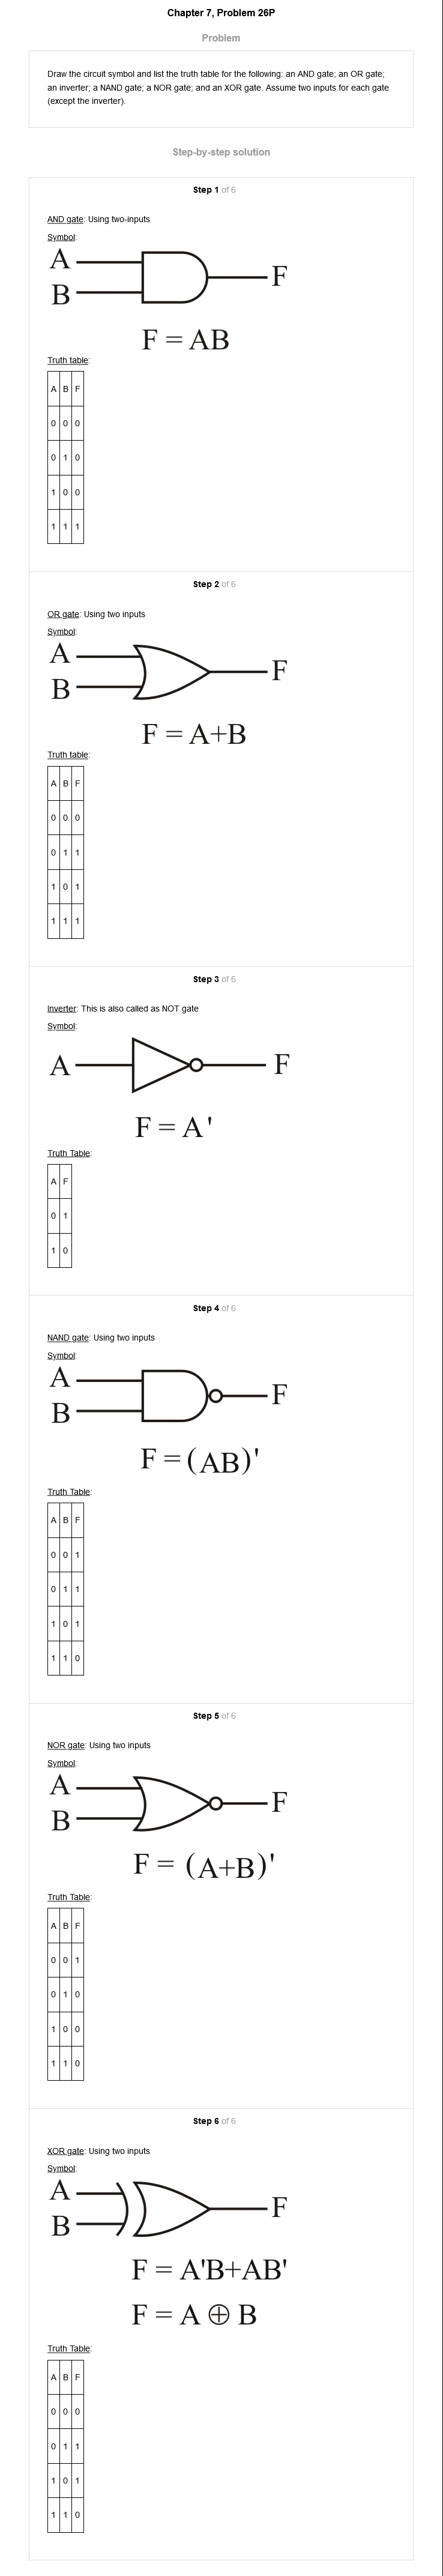 Chapter 7, Problem 26P
Problem
Draw the circuit symbol and list the truth table for the following: an AND gate; an OR gate;
an inverter; a NAND gate; a NOR gate; and an XOR gate. Assume two inputs for each gate
(except the inverter).
Step-by-step solution
Step 1 of 6
AND gate: Using two-inputs
Symbol:
A
B
F
F = AB
Truth table:
A B F
0 0 0
0 1 0
1 0 0
1 1 1
Step 2 of 6
OR gate: Using two inputs
Symbol:
A
B
F
F = A+B
Truth table:
A B F
0 0 0
0 1 1
1 0 1
1 1 1
Step 3 of 6
Inverter: This is also called as NOT gate
Symbol:
A F
F = A'
Truth Table:
A F
0 1
1 0
Step 4 of 6
NAND gate: Using two inputs
Symbol:
A
B
F
F = (AB)'
Truth Table:
A B F
0 0 1
0 1 1
1 0 1
1 1 0
Step 5 of 6
NOR gate: Using two inputs
Symbol:
A
B
F
F = (A+B)'
Truth Table:
A B F
0 0 1
0 1 0
1 0 0
1 1 0
Step 6 of 6
XOR gate: Using two inputs
Symbol:
A
B
F
F = A'B+AB'
F = A ⊕ B
Truth Table:
A B F
0 0 0
0 1 1
1 0 1
1 1 0